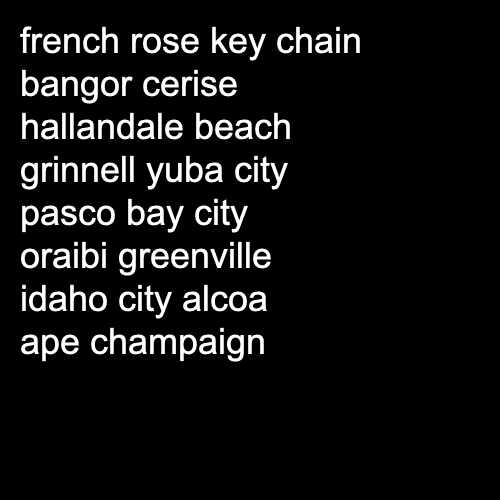 french rose key chain
bangor cerise
hallandale beach
grinnell yuba city
pasco bay city
oraibi greenville
idaho city alcoa
ape champaign